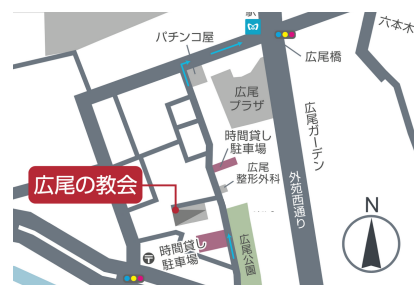 駅
パチンコ屋
広尾橋
六本木
広尾
プラザ
広尾ガーデン
時間貸し
駐車場
広尾
整形外科
広尾の教会
外苑西通り
N
時間貸し
駐車場
広尾公園